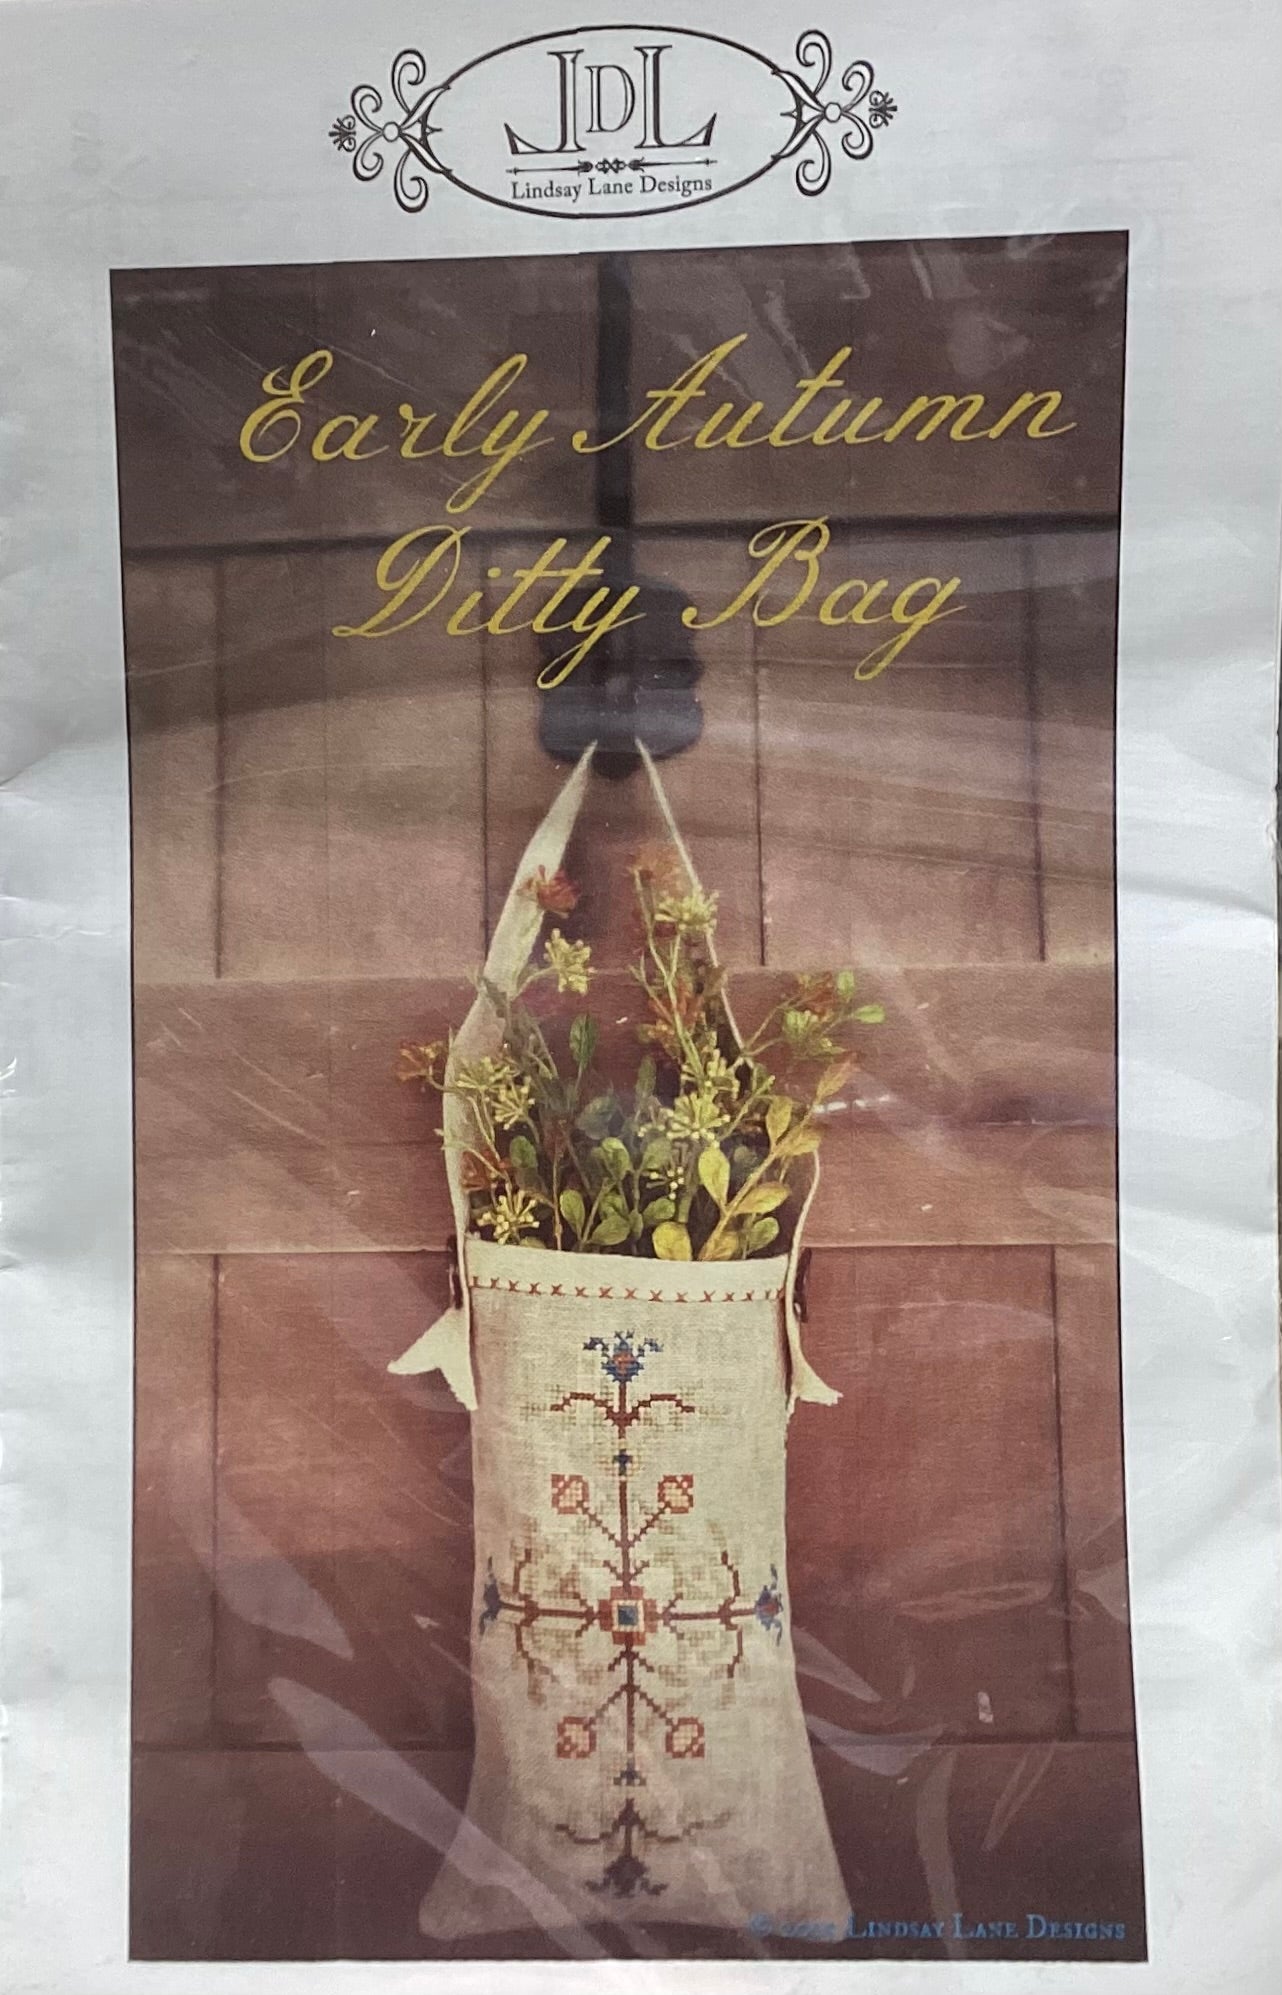 LDL
Lindsay Lane Designs
Early Autumn
Ditty Bag
© LINDSAY LANE DESIGNS